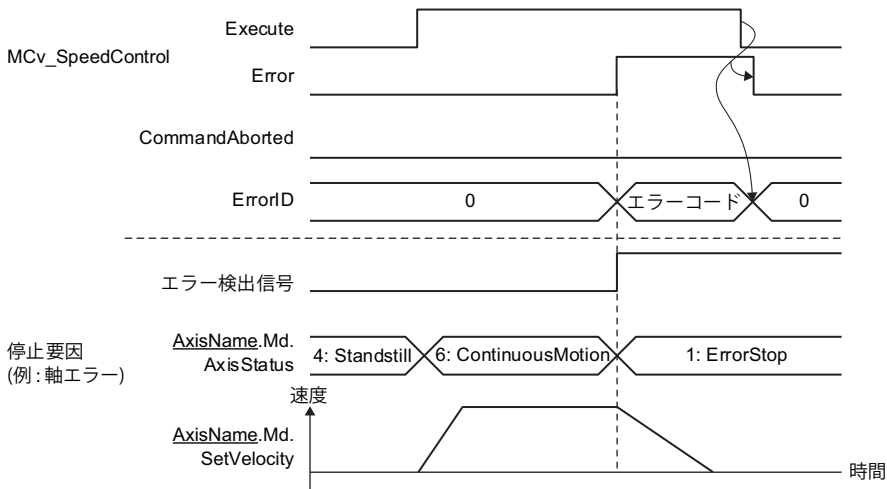 Execute
MCv_SpeedControl
Error
CommandAborted
ErrorID
0
エラーコード
0
エラー検出信号
停止要因
(例 : 軸エラー)
AxisName.Md.
AxisStatus
4: Standstill
6: ContinuousMotion
1: ErrorStop
速度
AxisName.Md.
SetVelocity
時間